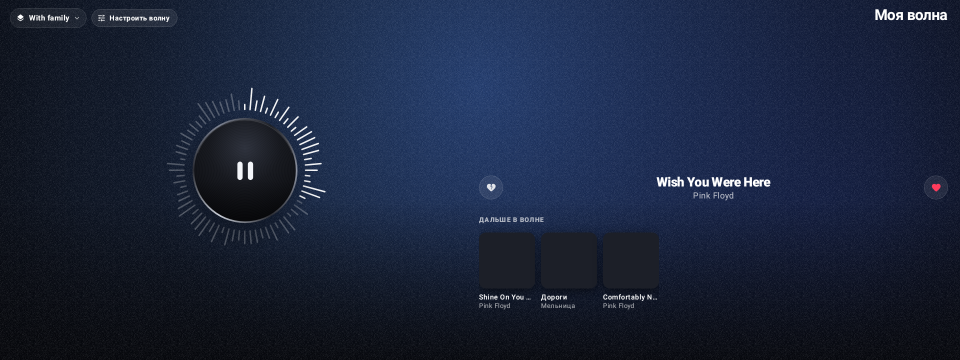 With family
Настроить волну
Моя волна
Wish You Were Here
Pink Floyd
ДАЛЬШЕ В ВОЛНЕ
Shine On You ...
Pink Floyd
Дороги
Мельница
Comfortably N...
Pink Floyd